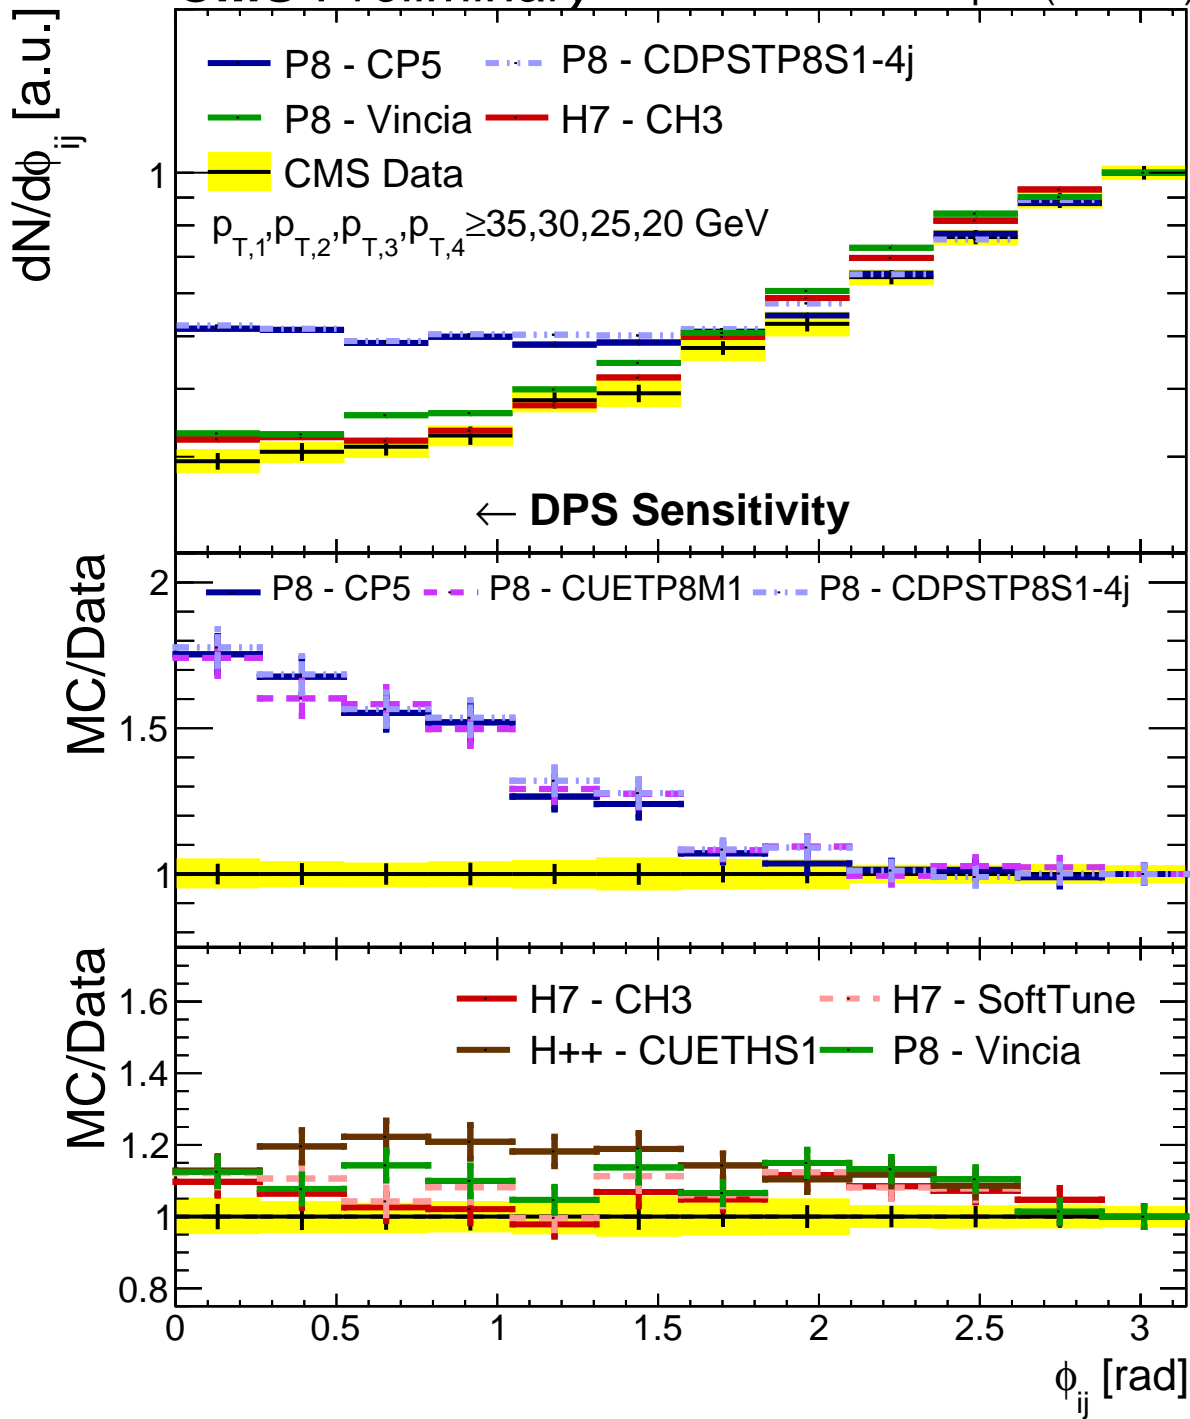 CMS Preliminary
dN/dϕij [a.u.]
P8 - CP5
P8 - CDPSTP8S1-4j
P8 - Vincia
H7 - CH3
CMS Data
1
pT,1,pT,2,pT,3,pT,4≥35,30,25,20 GeV
← DPS Sensitivity
MC/Data
2
1.5
1
P8 - CP5
P8 - CUETP8M1
P8 - CDPSTP8S1-4j
MC/Data
1.6
1.4
1.2
1
0.8
H7 - CH3
H7 - SoftTune
H++ - CUETHS1
P8 - Vincia
0 0.5 1 1.5 2 2.5 3
ϕij [rad]